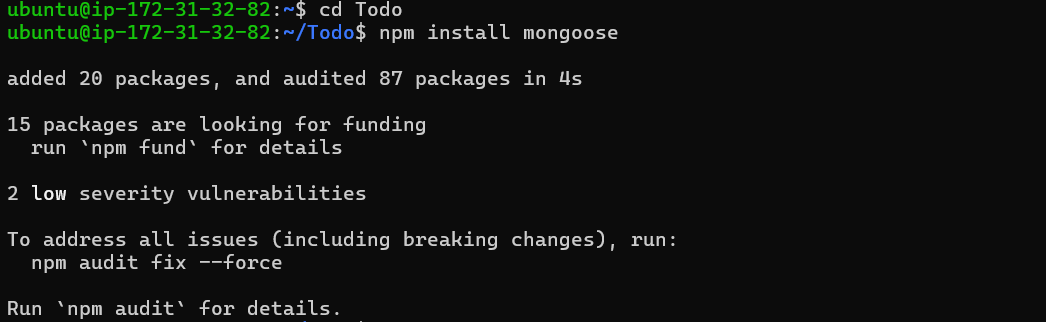 ubuntu@ip-172-31-32-82:~$ cd Todo
ubuntu@ip-172-31-32-82:~/Todo$ npm install mongoose
added 20 packages, and audited 87 packages in 4s
15 packages are looking for funding
run `npm fund` for details
2 low severity vulnerabilities
To address all issues (including breaking changes), run:
npm audit fix --force
Run `npm audit` for details.